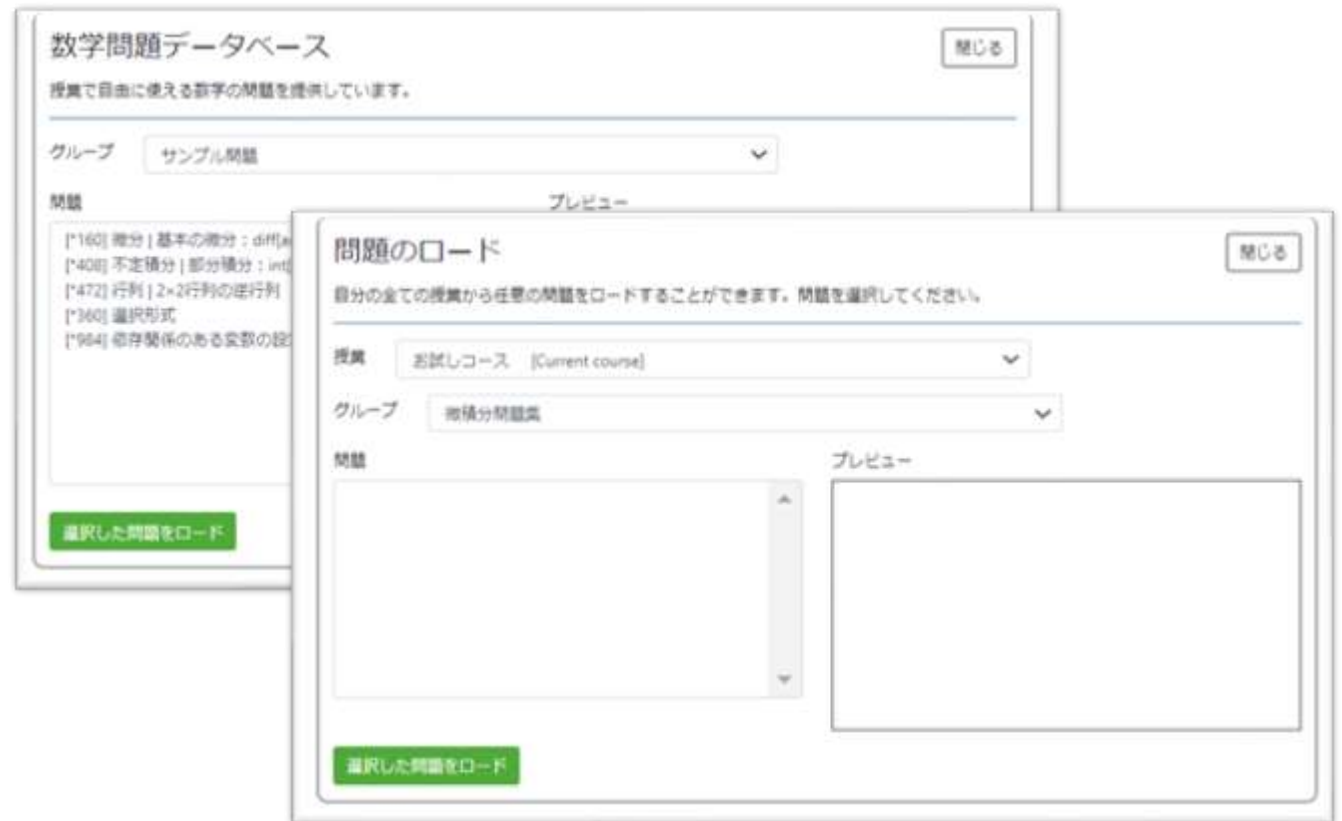 数学問題データベース
閉じる
授業で自由に使える数学の問題を提供しています。
グループ
サンプル問題
問題
プレビュー
[*160] 微分 | 基本の微分：diff[a
[*408] 不定積分 | 部分積分：int[
[*472] 行列 | 2×2行列の逆行列
[*360] 選択形式
[*984] 依存関係のある変数の設
選択した問題をロード
問題のロード
閉じる
自分の全ての授業から任意の問題をロードすることができます。問題を選択してください。
授業
お試しコース [Current course]
グループ
微積分問題集
問題
プレビュー
選択した問題をロード